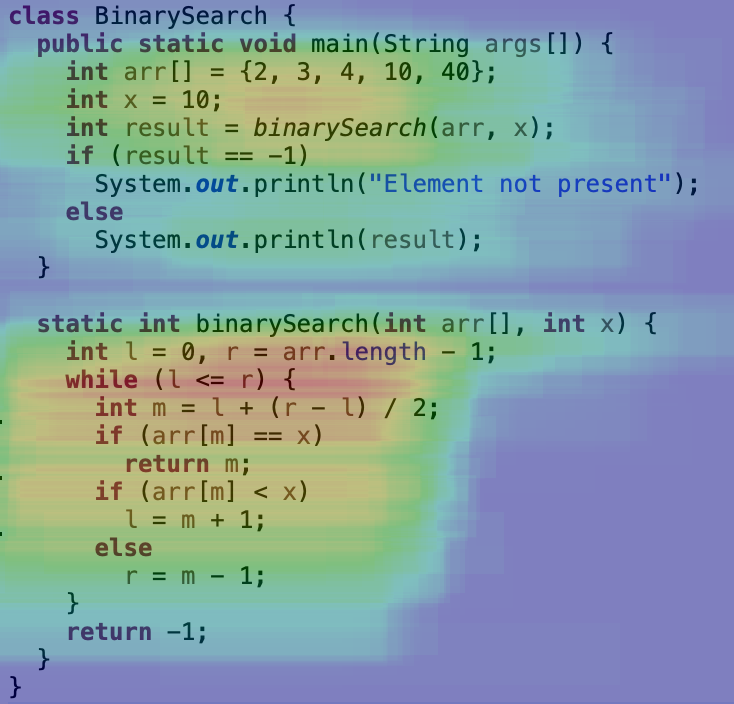 class BinarySearch {
  public static void main(String args[]) {
    int arr[] = {2, 3, 4, 10, 40};
    int x = 10;
    int result = binarySearch(arr, x);
    if (result == -1)
      System.out.println("Element not present");
    else
      System.out.println(result);
  }

  static int binarySearch(int arr[], int x) {
    int l = 0, r = arr.length - 1;
    while (l <= r) {
      int m = l + (r - l) / 2;
      if (arr[m] == x)
        return m;
      if (arr[m] < x)
        l = m + 1;
      else
        r = m - 1;
    }
    return -1;
  }
}